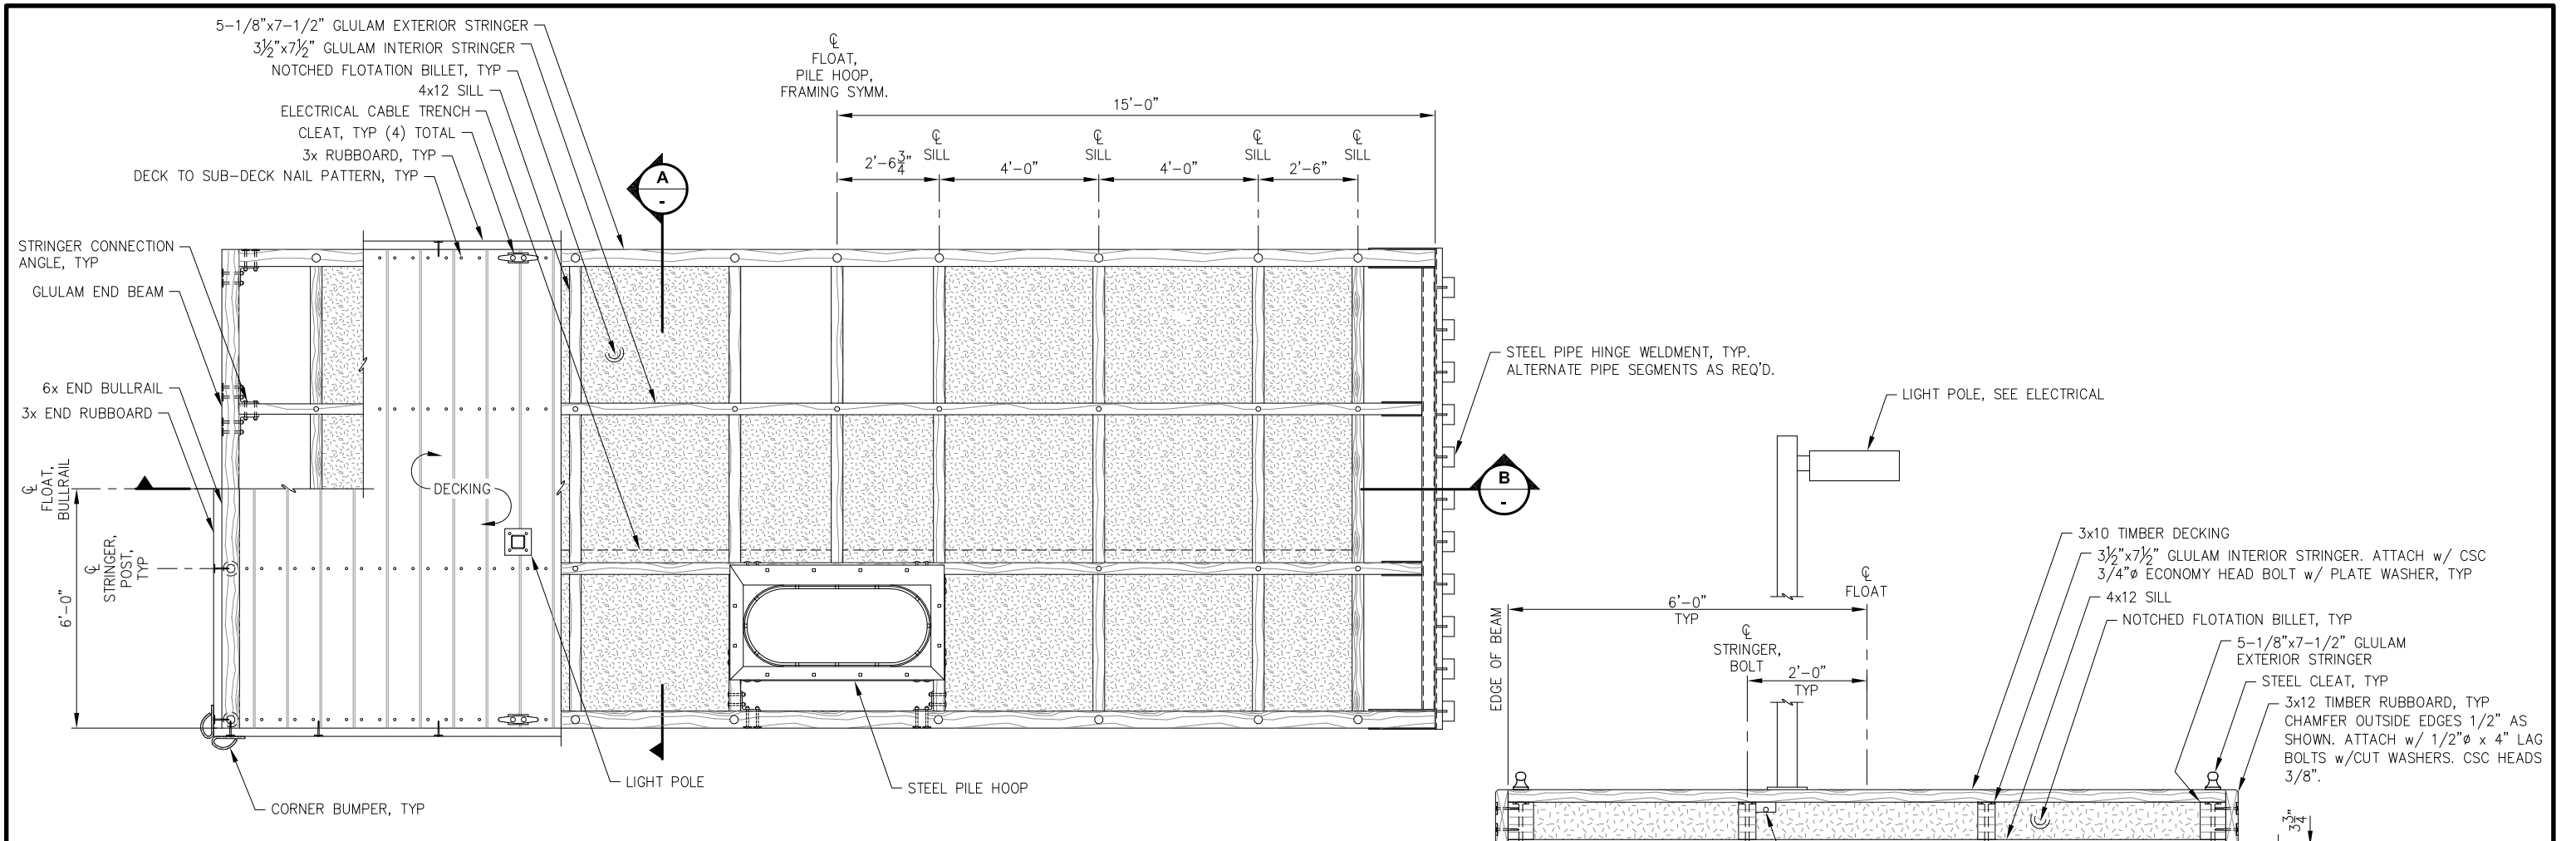 5-1/8"x7-1/2" GLULAM EXTERIOR STRINGER
3½"x7½" GLULAM INTERIOR STRINGER
NOTCHED FLOTATION BILLET, TYP
4x12 SILL
ELECTRICAL CABLE TRENCH
CLEAT, TYP (4) TOTAL
3x RUBBOARD, TYP
DECK TO SUB-DECK NAIL PATTERN, TYP
STRINGER CONNECTION
ANGLE, TYP
GLULAM END BEAM
6x END BULLRAIL
3x END RUBBOARD
℄
FLOAT,
BULLRAIL
℄
STRINGER,
POST,
TYP
6'-0"
CORNER BUMPER, TYP
DECKING
LIGHT POLE
STEEL PILE HOOP
A
-
℄
FLOAT,
PILE HOOP,
FRAMING SYMM.
15'-0"
℄
SILL
℄
SILL
℄
SILL
℄
SILL
2'-6¾"
4'-0"
4'-0"
2'-6"
STEEL PIPE HINGE WELDMENT, TYP.
ALTERNATE PIPE SEGMENTS AS REQ'D.
B
-
LIGHT POLE, SEE ELECTRICAL
EDGE OF BEAM
6'-0"
TYP
℄
FLOAT
℄
STRINGER,
BOLT
2'-0"
TYP
3x10 TIMBER DECKING
3½"x7½" GLULAM INTERIOR STRINGER. ATTACH w/ CSC
3/4"ø ECONOMY HEAD BOLT w/ PLATE WASHER, TYP
4x12 SILL
NOTCHED FLOTATION BILLET, TYP
5-1/8"x7-1/2" GLULAM
EXTERIOR STRINGER
STEEL CLEAT, TYP
3x12 TIMBER RUBBOARD, TYP
CHAMFER OUTSIDE EDGES 1/2" AS
SHOWN. ATTACH w/ 1/2"ø x 4" LAG
BOLTS w/CUT WASHERS. CSC HEADS
3/8".